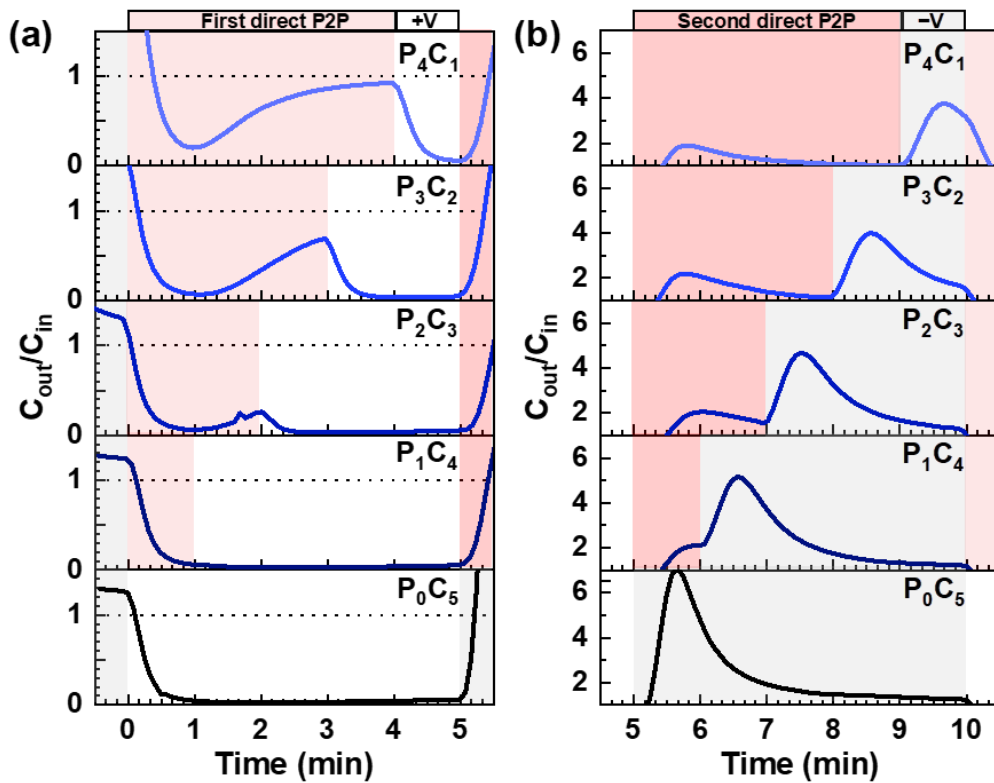 (a)
First direct P2P
+V
P4C1
1
0
P3C2
1
0
P2C3
1
0
P1C4
1
0
P0C5
1
0
0 1 2 3 4 5
Time (min)
Cout/Cin
(b)
Second direct P2P
−V
P4C1
6
4
2
P3C2
6
4
2
P2C3
6
4
2
P1C4
6
4
2
P0C5
6
4
2
5 6 7 8 9 10
Time (min)
Cout/Cin